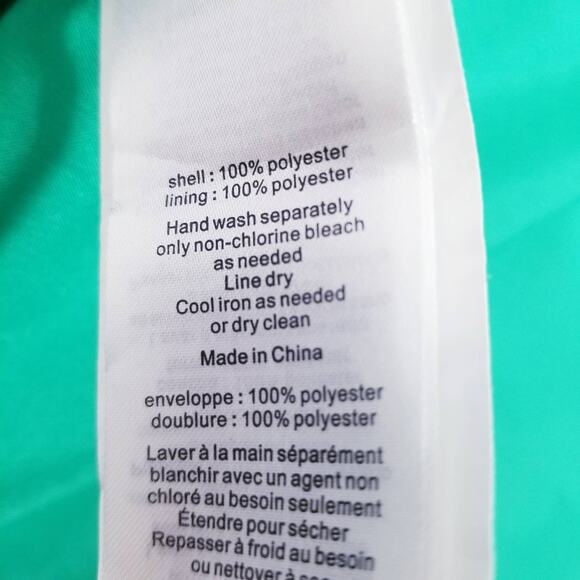 shell : 100% polyester
lining : 100% polyester
Hand wash separately
only non-chlorine bleach
as needed
Line dry
Cool iron as needed
or dry clean
Made in China
enveloppe : 100% polyester
doublure : 100% polyester
Laver à la main séparément
blanchir avec un agent non
chloré au besoin seulement
Étendre pour sécher
Repasser à froid au besoin
ou nettoyer à